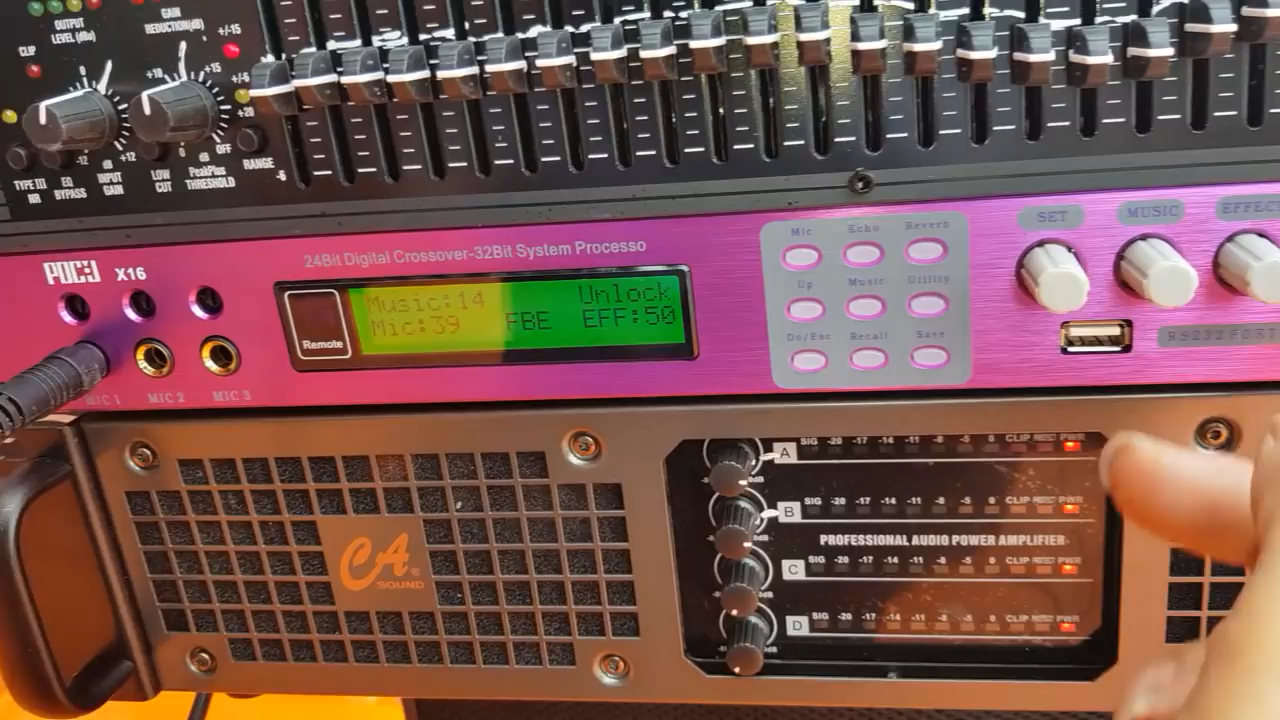 OUTPUT LEVEL (dBu)
GAIN REDUCTION(dB)
+/-15
CLIP
+10
+15
+/-6
+20
-12
dB
+12
0
dB
OFF
RANGE
-6
TYPE III NR
EQ BYPASS
INPUT GAIN
LOW CUT
PeakPlus THRESHOLD
X16
24Bit Digital Crossover-32Bit System Processo
Remote
Music:14 Unlock
Mic:39 FBE EFF:50
Mic Echo Reverb
Up Music Utility
Dn/Esc Recall Save
SET MUSIC EFFECT
RS232 PORT
MIC 1 MIC 2 MIC 3
CA®
SOUND
A SIG -20 -17 -14 -11 -8 -5 0 CLIP PWR
B SIG -20 -17 -14 -11 -8 -5 0 CLIP PWR
PROFESSIONAL AUDIO POWER AMPLIFIER
C SIG -20 -17 -14 -11 -8 -5 0 CLIP PWR
D SIG -20 -17 -14 -11 -8 -5 0 CLIP PWR